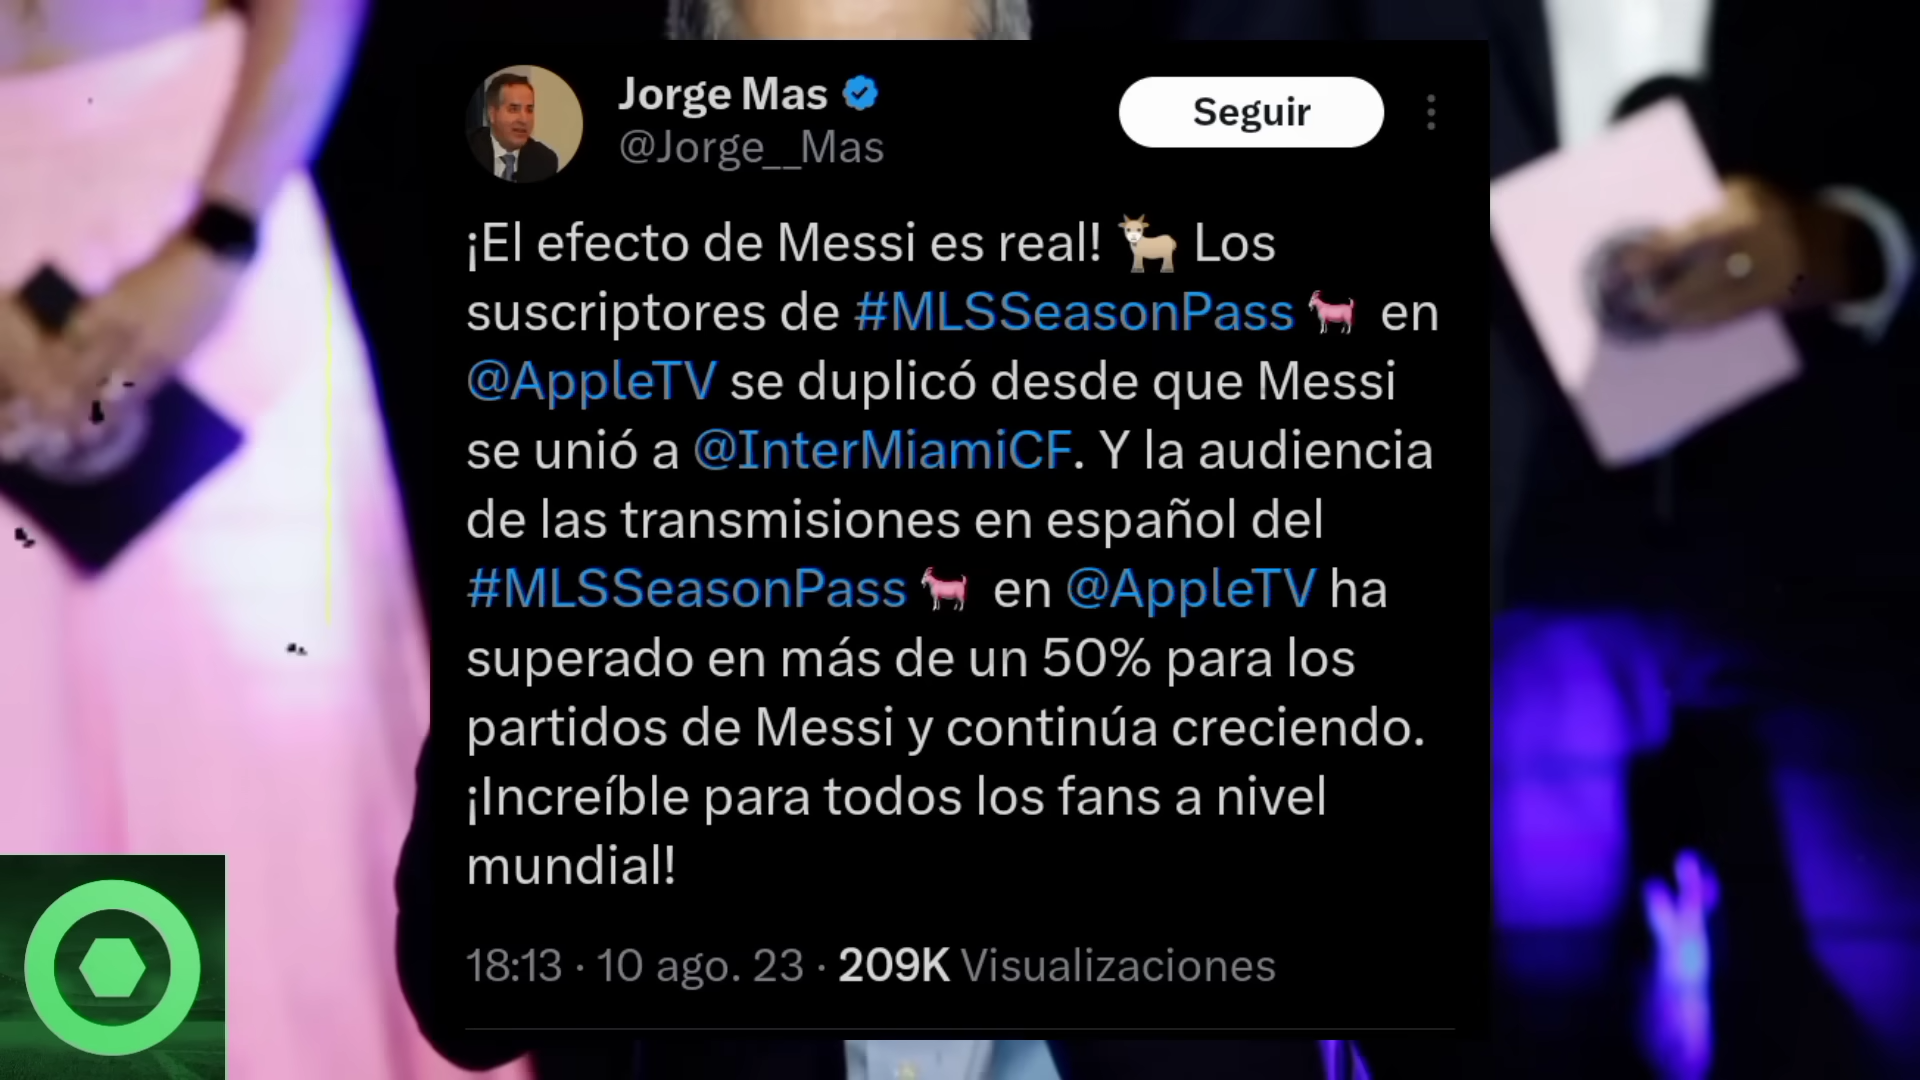 Jorge Mas
@Jorge__Mas
Seguir
¡El efecto de Messi es real! 🐐 Los
suscriptores de #MLSSeasonPass en
@AppleTV se duplicó desde que Messi
se unió a @InterMiamiCF. Y la audiencia
de las transmisiones en español del
#MLSSeasonPass en @AppleTV ha
superado en más de un 50% para los
partidos de Messi y continúa creciendo.
¡Increíble para todos los fans a nivel
mundial!
18:13 · 10 ago. 23 · 209K Visualizaciones